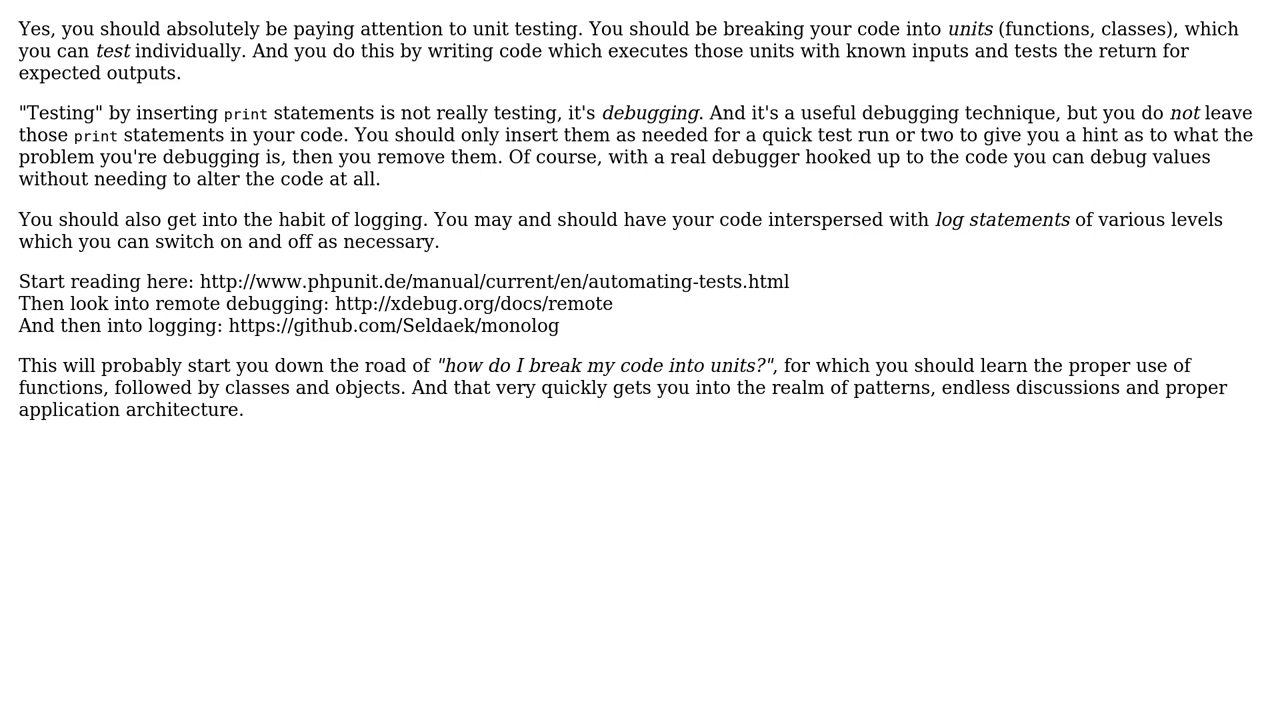 Yes, you should absolutely be paying attention to unit testing. You should be breaking your code into units (functions, classes), which
you can test individually. And you do this by writing code which executes those units with known inputs and tests the return for
expected outputs.
"Testing" by inserting print statements is not really testing, it's debugging. And it's a useful debugging technique, but you do not leave
those print statements in your code. You should only insert them as needed for a quick test run or two to give you a hint as to what the
problem you're debugging is, then you remove them. Of course, with a real debugger hooked up to the code you can debug values
without needing to alter the code at all.
You should also get into the habit of logging. You may and should have your code interspersed with log statements of various levels
which you can switch on and off as necessary.
Start reading here: http://www.phpunit.de/manual/current/en/automating-tests.html
Then look into remote debugging: http://xdebug.org/docs/remote
And then into logging: https://github.com/Seldaek/monolog
This will probably start you down the road of "how do I break my code into units?", for which you should learn the proper use of
functions, followed by classes and objects. And that very quickly gets you into the realm of patterns, endless discussions and proper
application architecture.